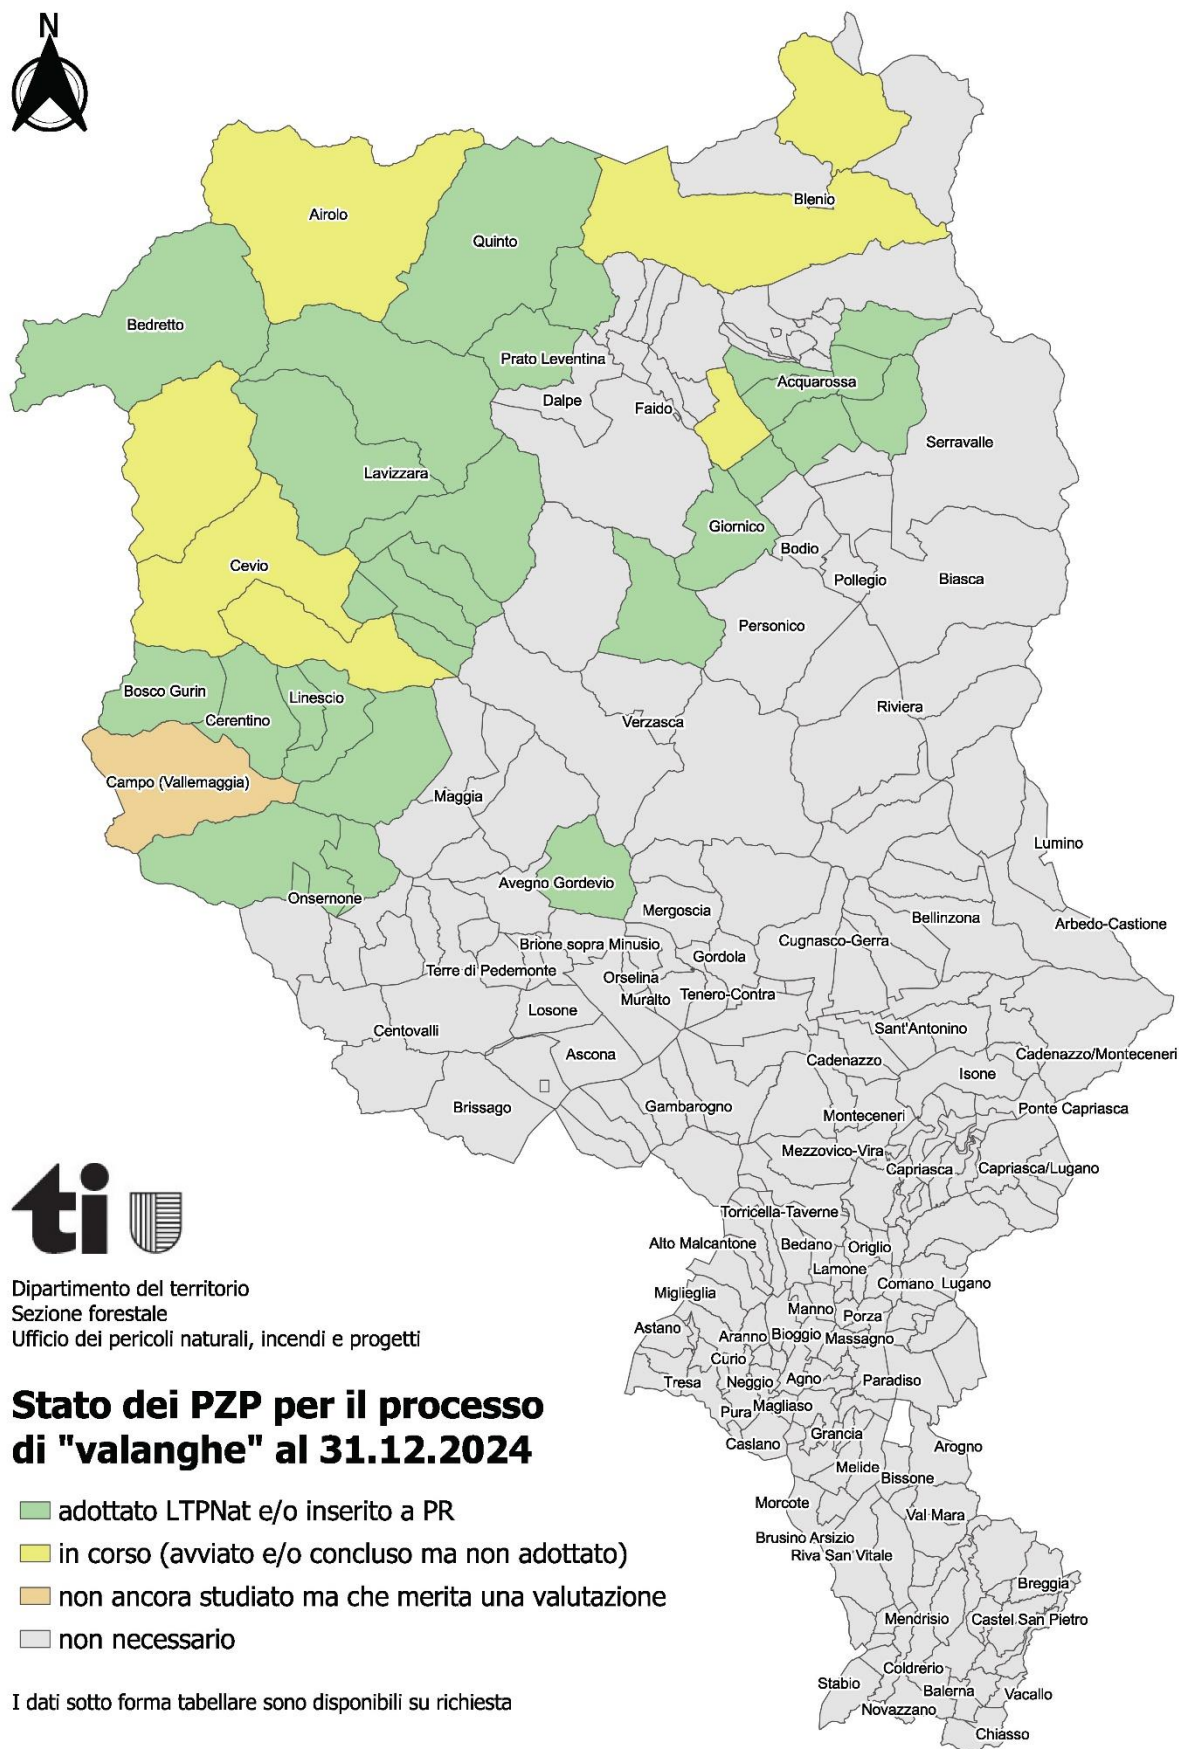 N
Airolo
Blenio
Quinto
Bedretto
Prato Leventina
Acquarossa
Dalpe
Faido
Serravalle
Lavizzara
Giornico
Bodio
Cevio
Pollegio
Biasca
Personico
Bosco Gurin
Linescio
Cerentino
Riviera
Verzasca
Campo (Vallemaggia)
Maggia
Lumino
Avegno Gordevio
Onsernone
Mergoscia
Bellinzona
Arbedo-Castione
Brione sopra Minusio
Cugnasco-Gerra
Gordola
Terre di Pedemonte
Orselina
Muralto
Tenero-Contra
Losone
Centovalli
Sant'Antonino
Ascona
Cadenazzo
Cadenazzo/Monteceneri
Isone
Brissago
Gambarogno
Monteceneri
Ponte Capriasca
Mezzovico-Vira
Capriasca
Capriasca/Lugano
ti
Torricella-Taverne
Alto Malcantone
Bedano
Origlio
Lamone
Comano
Lugano
Miglieglia
Manno
Porza
Astano
Aranno
Bioggio
Massagno
Curio
Tresa
Neggio
Agno
Paradiso
Pura
Magliaso
Caslano
Grancia
Arogno
Melide
Bissone
Morcote
Val Mara
Brusino Arsizio
Riva San Vitale
Breggia
Mendrisio
Castel San Pietro
Coldrerio
Stabio
Balerna
Vacallo
Novazzano
Chiasso
Dipartimento del territorio
Sezione forestale
Ufficio dei pericoli naturali, incendi e progetti
Stato dei PZP per il processo
di "valanghe" al 31.12.2024
adottato LTPNat e/o inserito a PR
in corso (avviato e/o concluso ma non adottato)
non ancora studiato ma che merita una valutazione
non necessario
I dati sotto forma tabellare sono disponibili su richiesta